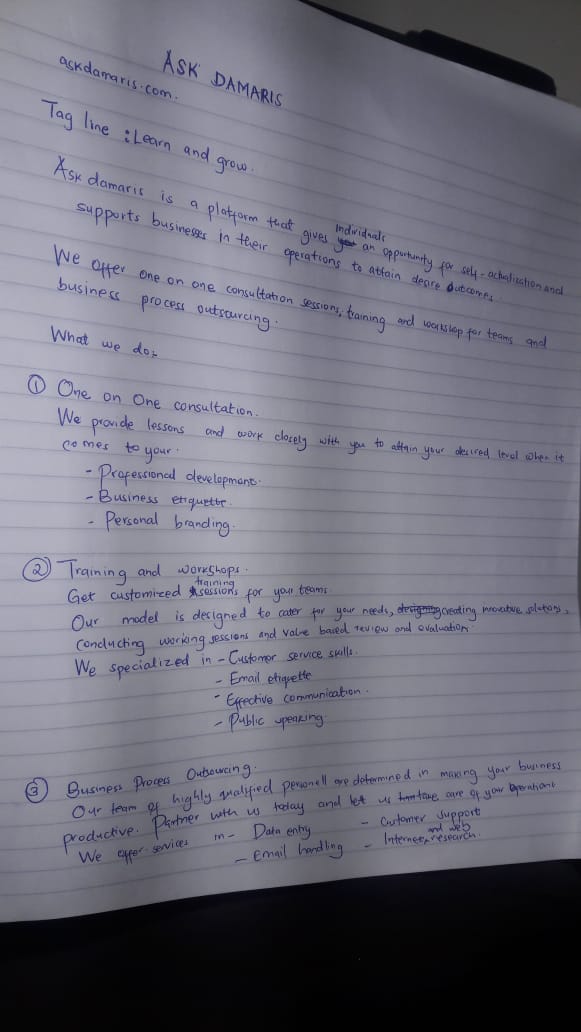 ASK DAMARIS
askdamaris.com.
Tag line : Learn and grow.
Ask damaris is a platform that gives individuals an opportunity for self-actualization and
supports businesses in their operations to attain desire outcomes
We offer one on one consultation sessions, training and workshop for teams and
business process outsourcing.
What we do;
① One on One consultation.
We provide lessons and work closely with you to attain your desired level when it
comes to your.
- Professional development.
- Business etiquette.
- Personal branding.
② Training and workshops.
Get customized training sessions for your teams
Our model is designed to cater for your needs, creating innovative solutions,
Conducting working sessions and value based review and evaluation.
We specialized in - Customer service skills.
- Email etiquette
- Effective communication.
- Public speaking.
③ Business Process Outsourcing.
Our team of highly qualified personell are determined in making your business
productive. Partner with us today and let us take care of your operations
We offer services in - Data entry - Customer support
- Email handling - Internet and web research.